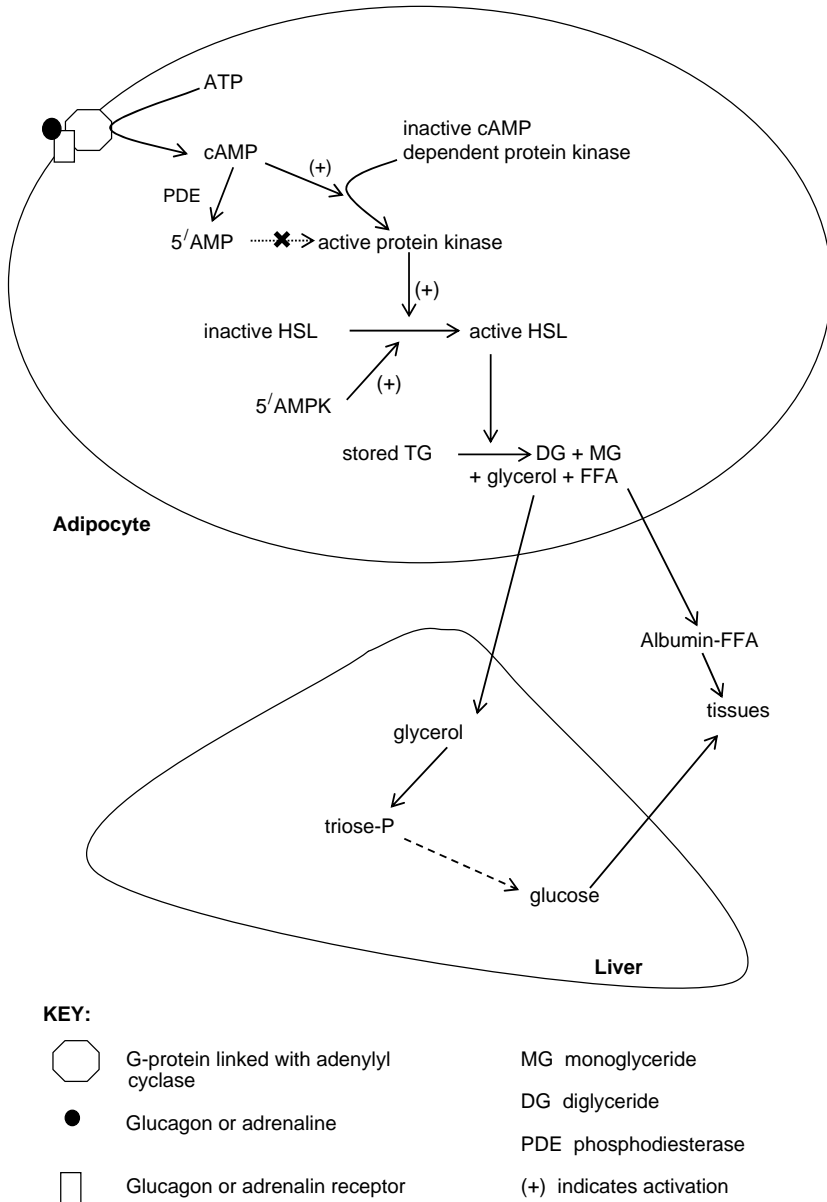 ATP
inactive cAMP
dependent protein kinase
cAMP
(+)
PDE
5/AMP
active protein kinase
(+)
inactive HSL
active HSL
(+)
5/AMPK
stored TG
DG + MG
+ glycerol + FFA
Adipocyte
Albumin-FFA
tissues
glycerol
triose-P
glucose
Liver
KEY:
G-protein linked with adenylyl
cyclase
Glucagon or adrenaline
Glucagon or adrenalin receptor
MG monoglyceride
DG diglyceride
PDE phosphodiesterase
(+) indicates activation